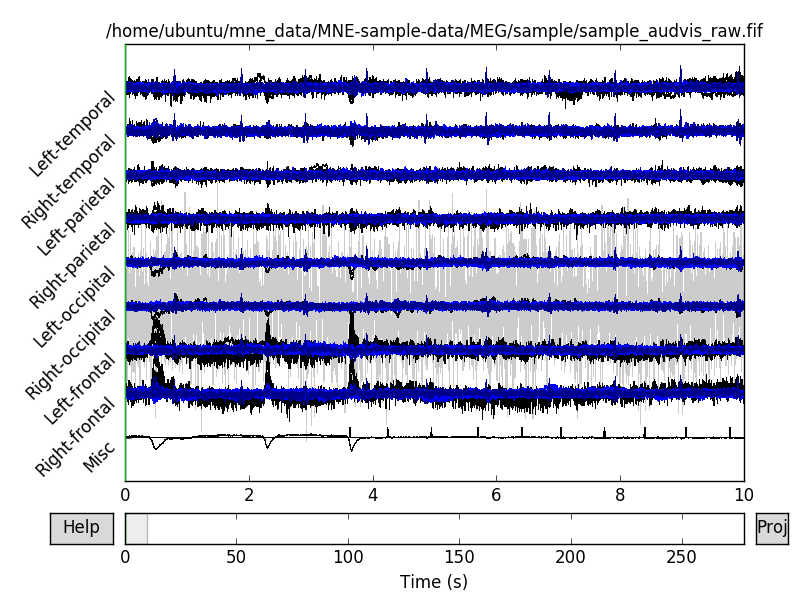 /home/ubuntu/mne_data/MNE-sample-data/MEG/sample/sample_audvis_raw.fif
Left-temporal
Right-temporal
Left-parietal
Right-parietal
Left-occipital
Right-occipital
Left-frontal
Right-frontal
Misc
0 2 4 6 8 10
Help
Proj
0 50 100 150 200 250
Time (s)